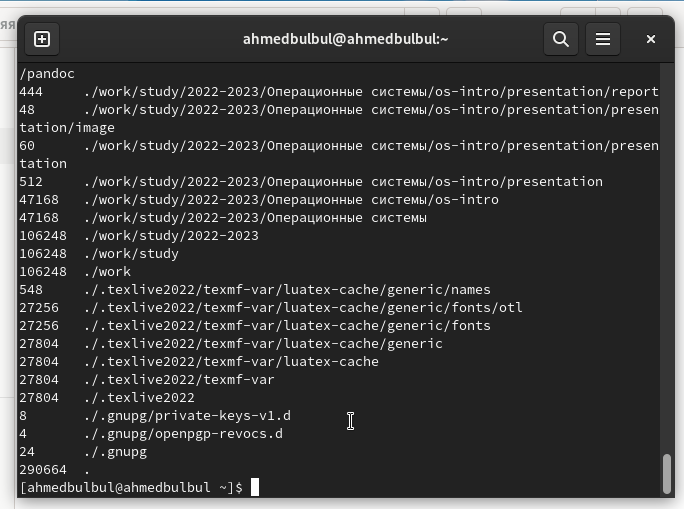 яя
ahmedbulbul@ahmedbulbul:~
/pandoc
444 ./work/study/2022-2023/Операционные системы/os-intro/presentation/report
48 ./work/study/2022-2023/Операционные системы/os-intro/presentation/presen
tation/image
60 ./work/study/2022-2023/Операционные системы/os-intro/presentation/presen
tation
512 ./work/study/2022-2023/Операционные системы/os-intro/presentation
47168 ./work/study/2022-2023/Операционные системы/os-intro
47168 ./work/study/2022-2023/Операционные системы
106248 ./work/study/2022-2023
106248 ./work/study
106248 ./work
548 ./.texlive2022/texmf-var/luatex-cache/generic/names
27256 ./.texlive2022/texmf-var/luatex-cache/generic/fonts/otl
27256 ./.texlive2022/texmf-var/luatex-cache/generic/fonts
27804 ./.texlive2022/texmf-var/luatex-cache/generic
27804 ./.texlive2022/texmf-var/luatex-cache
27804 ./.texlive2022/texmf-var
27804 ./.texlive2022
8 ./.gnupg/private-keys-v1.d
4 ./.gnupg/openpgp-revocs.d
24 ./.gnupg
290664 .
[ahmedbulbul@ahmedbulbul ~]$